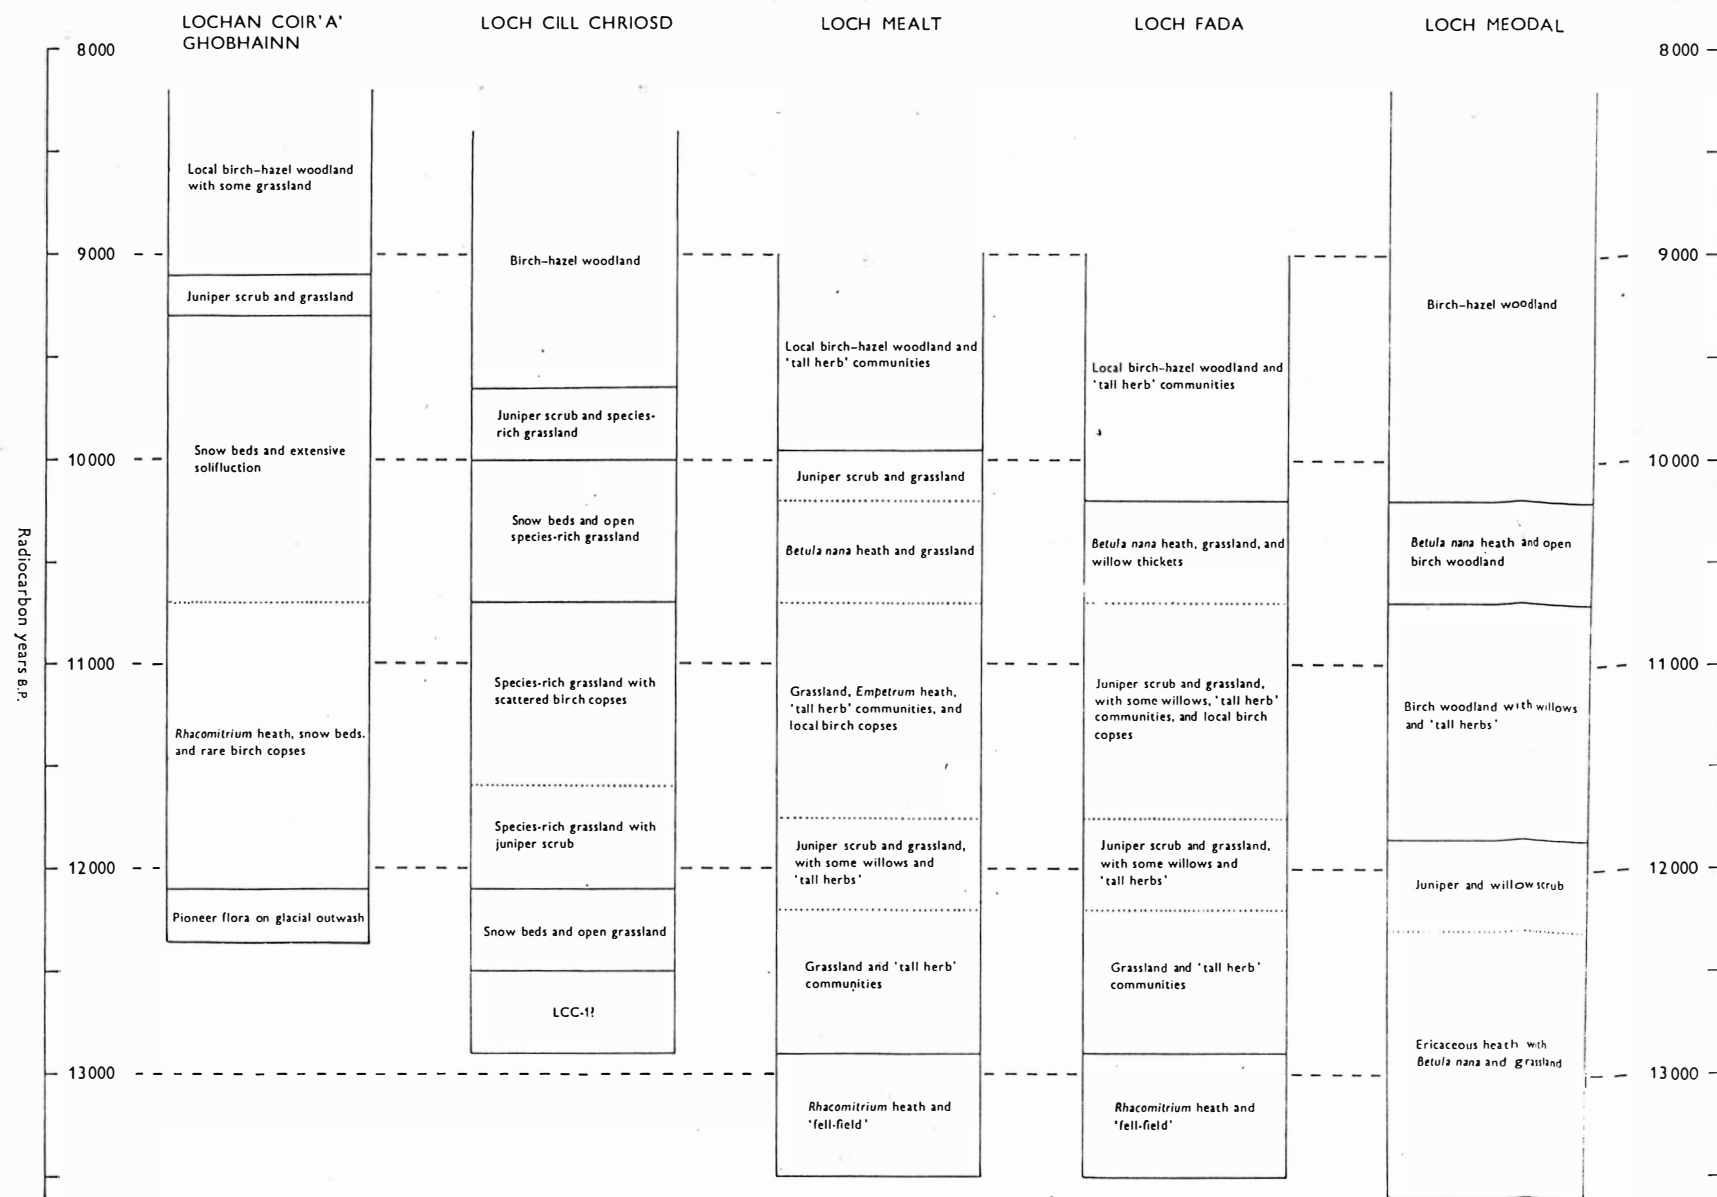 LOCHAN COIR'A'
GHOBHAINN
LOCH CILL CHRIOSD
LOCH MEALT
LOCH FADA
LOCH MEODAL
8000
8000
9000
9000
10000
10000
11000
11000
12000
12000
13000
13000
Radiocarbon years B.P.
Local birch–hazel woodland
with some grassland
Juniper scrub and grassland
Snow beds and extensive
solifluction
Rhacomitrium heath, snow beds.
and rare birch copses
Pioneer flora on glacial outwash
Birch–hazel woodland
Juniper scrub and species-
rich grassland
Snow beds and open
species-rich grassland
Species-rich grassland with
scattered birch copses
Species-rich grassland with
juniper scrub
Snow beds and open grassland
LCC-1?
Local birch–hazel woodland and
'tall herb' communities
Juniper scrub and grassland
Betula nana heath and grassland
Grassland, Empetrum heath,
'tall herb' communities, and
local birch copses
Juniper scrub and grassland,
with some willows and
'tall herbs'
Grassland and 'tall herb'
communities
Rhacomitrium heath and
'fell-field'
Local birch–hazel woodland and
'tall herb' communities
Betula nana heath, grassland, and
willow thickets
Juniper scrub and grassland,
with some willows, 'tall herb'
communities, and local birch
copses
Juniper scrub and grassland,
with some willows and
'tall herbs'
Grassland and 'tall herb'
communities
Rhacomitrium heath and
'fell-field'
Birch–hazel woodland
Betula nana heath and open
birch woodland
Birch woodland with willows
and 'tall herbs'
Juniper and willow scrub
Ericaceous heath with
Betula nana and grassland